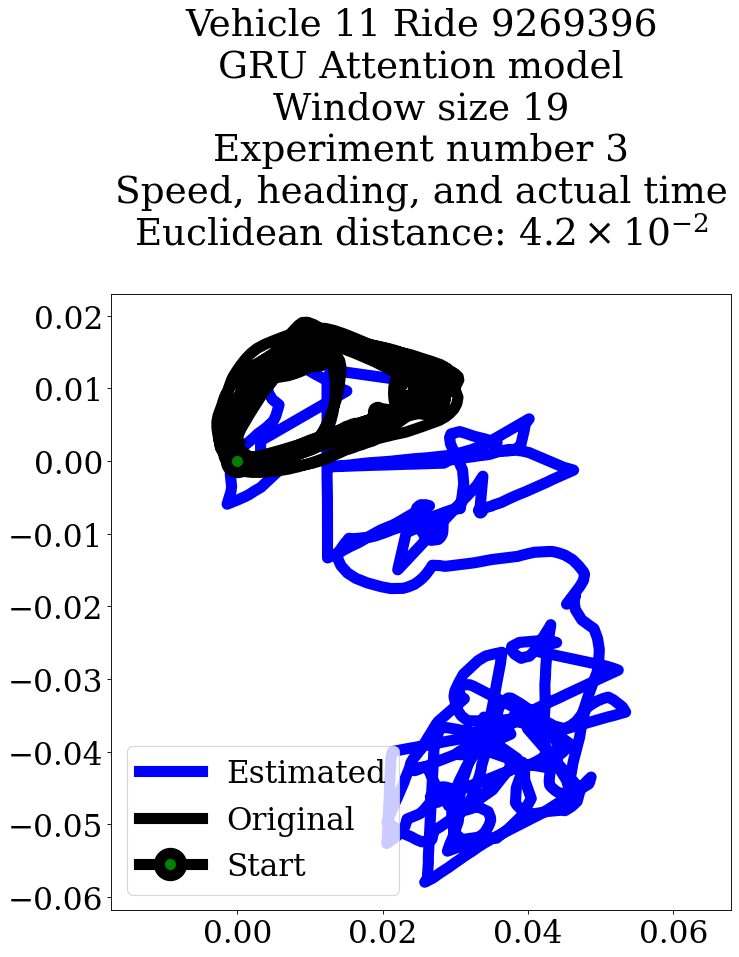 Vehicle 11 Ride 9269396
GRU Attention model
Window size 19
Experiment number 3
Speed, heading, and actual time
Euclidean distance: 4.2 × 10⁻²
0.02
0.01
0.00
−0.01
−0.02
−0.03
−0.04
−0.05
−0.06
Estimated
Original
Start
0.00 0.02 0.04 0.06